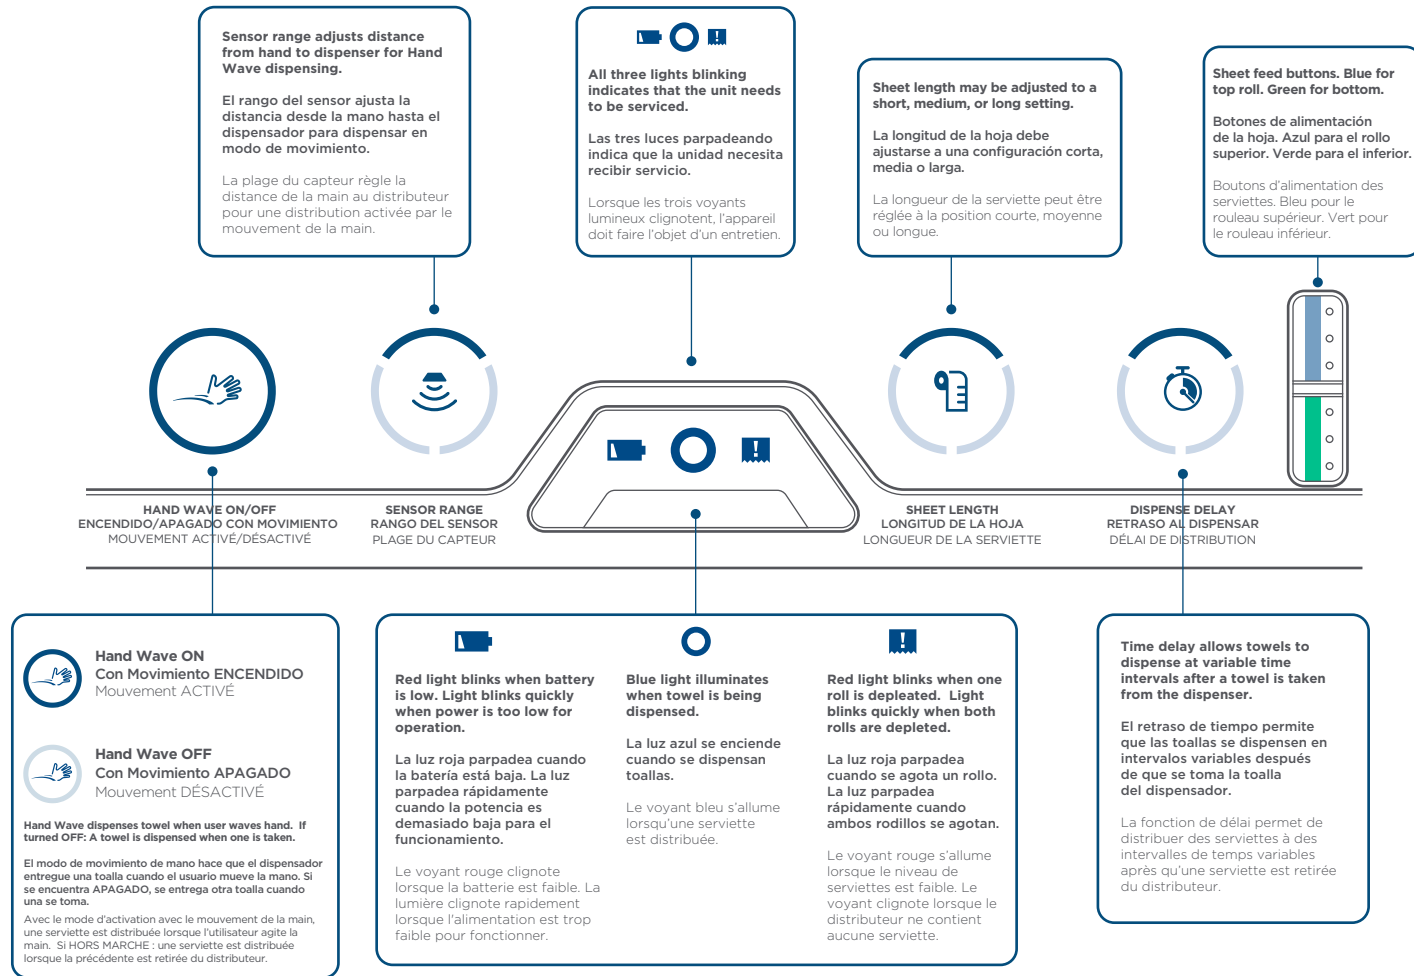 Sensor range adjusts distance
from hand to dispenser for Hand
Wave dispensing.
El rango del sensor ajusta la
distancia desde la mano hasta el
dispensador para dispensar en
modo de movimiento.
La plage du capteur règle la
distance de la main au distributeur
pour une distribution activée par le
mouvement de la main.
All three lights blinking
indicates that the unit needs
to be serviced.
Las tres luces parpadeando
indica que la unidad necesita
recibir servicio.
Lorsque les trois voyants
lumineux clignotent, l'appareil
doit faire l'objet d'un entretien.
Sheet length may be adjusted to a
short, medium, or long setting.
La longitud de la hoja debe
ajustarse a una configuración corta,
media o larga.
La longueur de la serviette peut être
réglée à la position courte, moyenne
ou longue.
Sheet feed buttons. Blue for
top roll. Green for bottom.
Botones de alimentación
de la hoja. Azul para el rollo
superior. Verde para el inferior.
Boutons d'alimentation des
serviettes. Bleu pour le
rouleau supérieur. Vert pour
le rouleau inférieur.
HAND WAVE ON/OFF
ENCENDIDO/APAGADO CON MOVIMIENTO
MOUVEMENT ACTIVÉ/DÉSACTIVÉ
SENSOR RANGE
RANGO DEL SENSOR
PLAGE DU CAPTEUR
SHEET LENGTH
LONGITUD DE LA HOJA
LONGUEUR DE LA SERVIETTE
DISPENSE DELAY
RETRASO AL DISPENSAR
DÉLAI DE DISTRIBUTION
Hand Wave ON
Con Movimiento ENCENDIDO
Mouvement ACTIVÉ
Hand Wave OFF
Con Movimiento APAGADO
Mouvement DÉSACTIVÉ
Hand Wave dispenses towel when user waves hand. If
turned OFF: A towel is dispensed when one is taken.
El modo de movimiento de mano hace que el dispensador
entregue una toalla cuando el usuario mueve la mano. Si
se encuentra APAGADO, se entrega otra toalla cuando
una se toma.
Avec le mode d'activation avec le mouvement de la main,
une serviette est distribuée lorsque l'utilisateur agite la
main. Si HORS MARCHE : une serviette est distribuée
lorsque la précédente est retirée du distributeur.
Red light blinks when battery
is low. Light blinks quickly
when power is too low for
operation.
La luz roja parpadea cuando
la batería está baja. La luz
parpadea rápidamente
cuando la potencia es
demasiado baja para el
funcionamiento.
Le voyant rouge clignote
lorsque la batterie est faible. La
lumière clignote rapidement
lorsque l'alimentation est trop
faible pour fonctionner.
Blue light illuminates
when towel is being
dispensed.
La luz azul se enciende
cuando se dispensan
toallas.
Le voyant bleu s'allume
lorsqu'une serviette
est distribuée.
Red light blinks when one
roll is depleated. Light
blinks quickly when both
rolls are depleted.
La luz roja parpadea
cuando se agota un rollo.
La luz parpadea
rápidamente cuando
ambos rodillos se agotan.
Le voyant rouge s'allume
lorsque le niveau de
serviettes est faible. Le
voyant clignote lorsque le
distributeur ne contient
aucune serviette.
Time delay allows towels to
dispense at variable time
intervals after a towel is taken
from the dispenser.
El retraso de tiempo permite
que las toallas se dispensen en
intervalos variables después
de que se toma la toalla
del dispensador.
La fonction de délai permet de
distribuer des serviettes à des
intervalles de temps variables
après qu'une serviette est retirée
du distributeur.